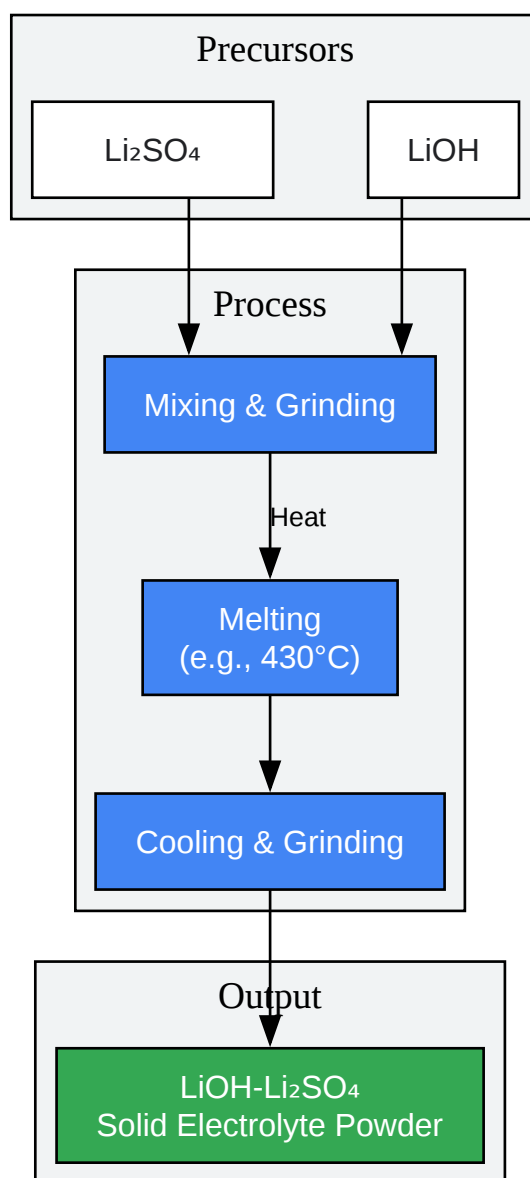 Precursors
Li₂SO₄
LiOH
Process
Mixing & Grinding
Heat
Melting
(e.g., 430°C)
Cooling & Grinding
Output
LiOH-Li₂SO₄
Solid Electrolyte Powder